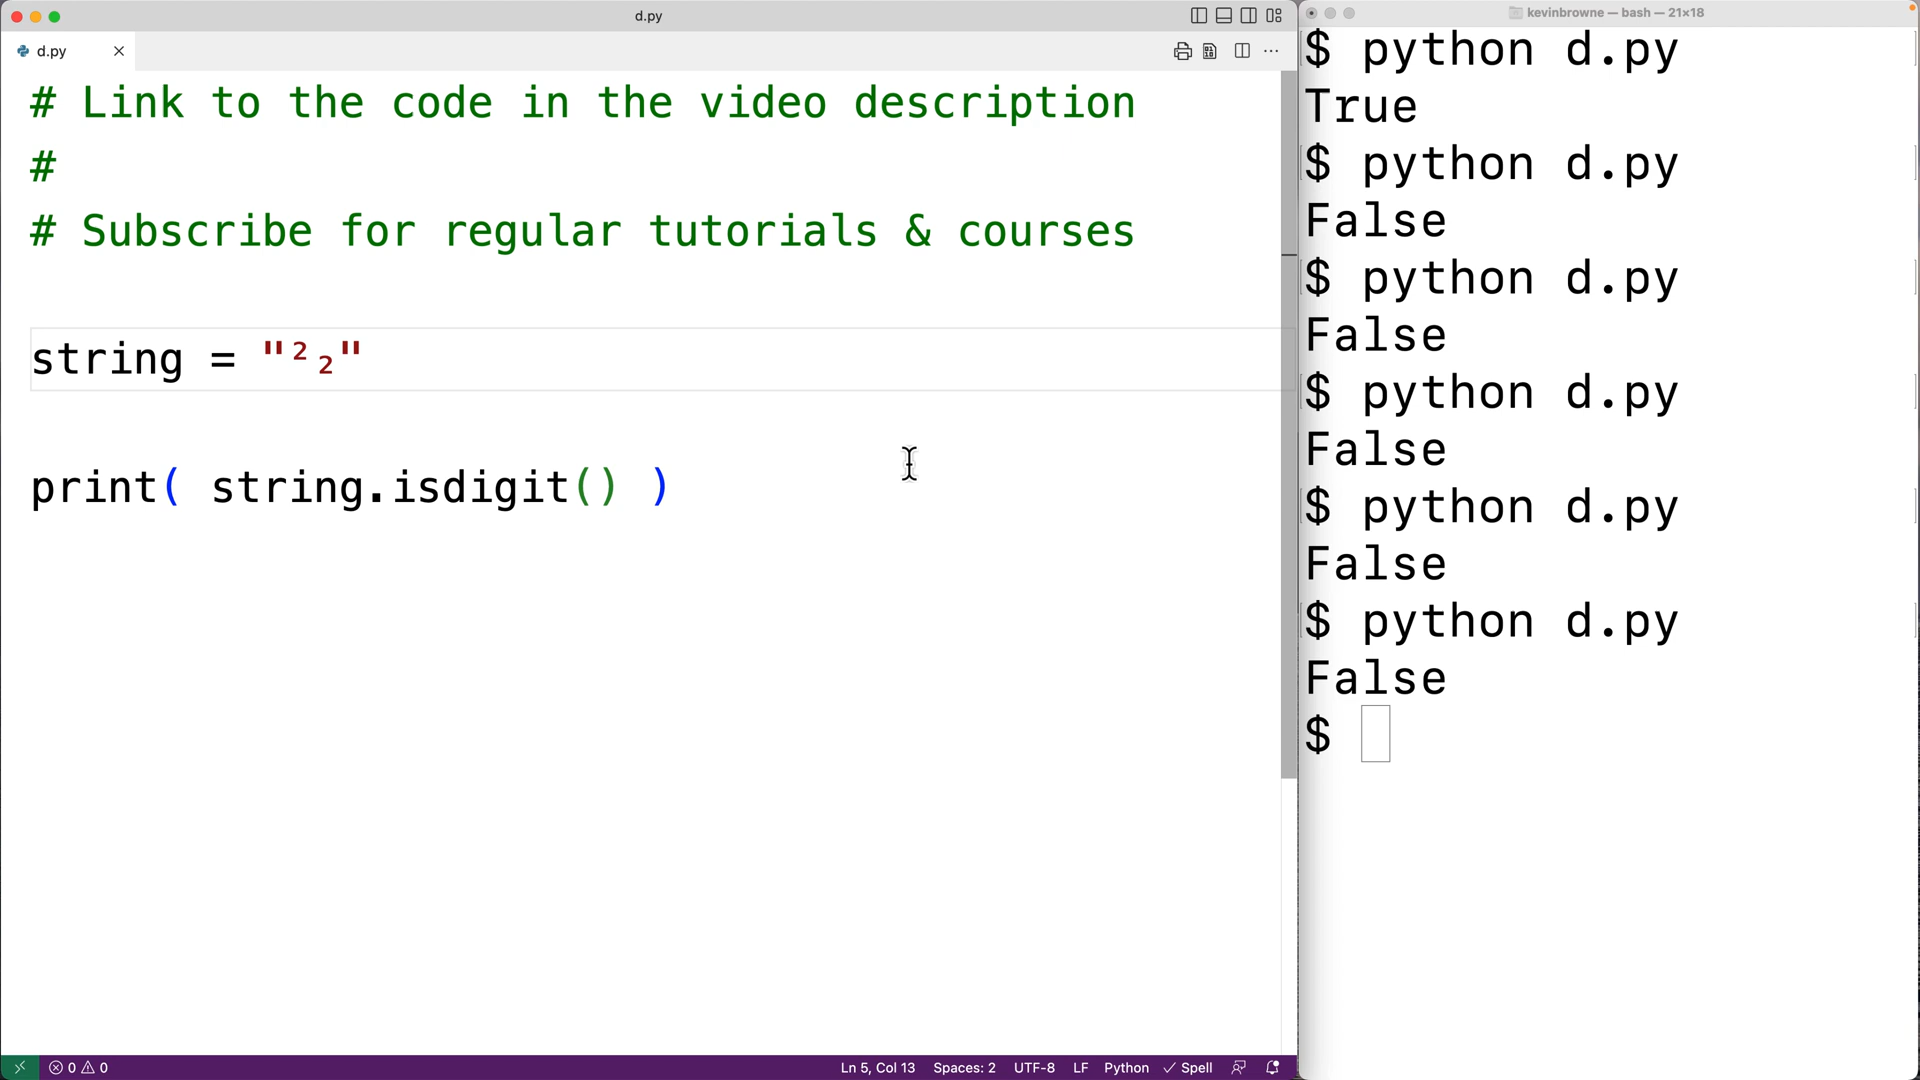 d.py
d.py
# Link to the code in the video description
#
# Subscribe for regular tutorials & courses
string = "²₂"
print( string.isdigit() )
0 0
Ln 5, Col 13 Spaces: 2 UTF-8 LF Python Spell
kevinbrowne — bash — 21×18
$ python d.py
True
$ python d.py
False
$ python d.py
False
$ python d.py
False
$ python d.py
False
$ python d.py
False
$